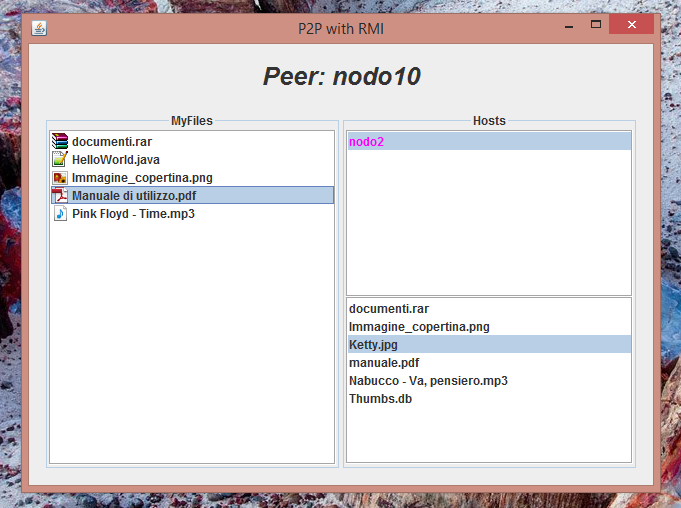 P2P with RMI
Peer: nodo10
MyFiles
documenti.rar
HelloWorld.java
Immagine_copertina.png
Manuale di utilizzo.pdf
Pink Floyd - Time.mp3
Hosts
nodo2
documenti.rar
Immagine_copertina.png
Ketty.jpg
manuale.pdf
Nabucco - Va, pensiero.mp3
Thumbs.db